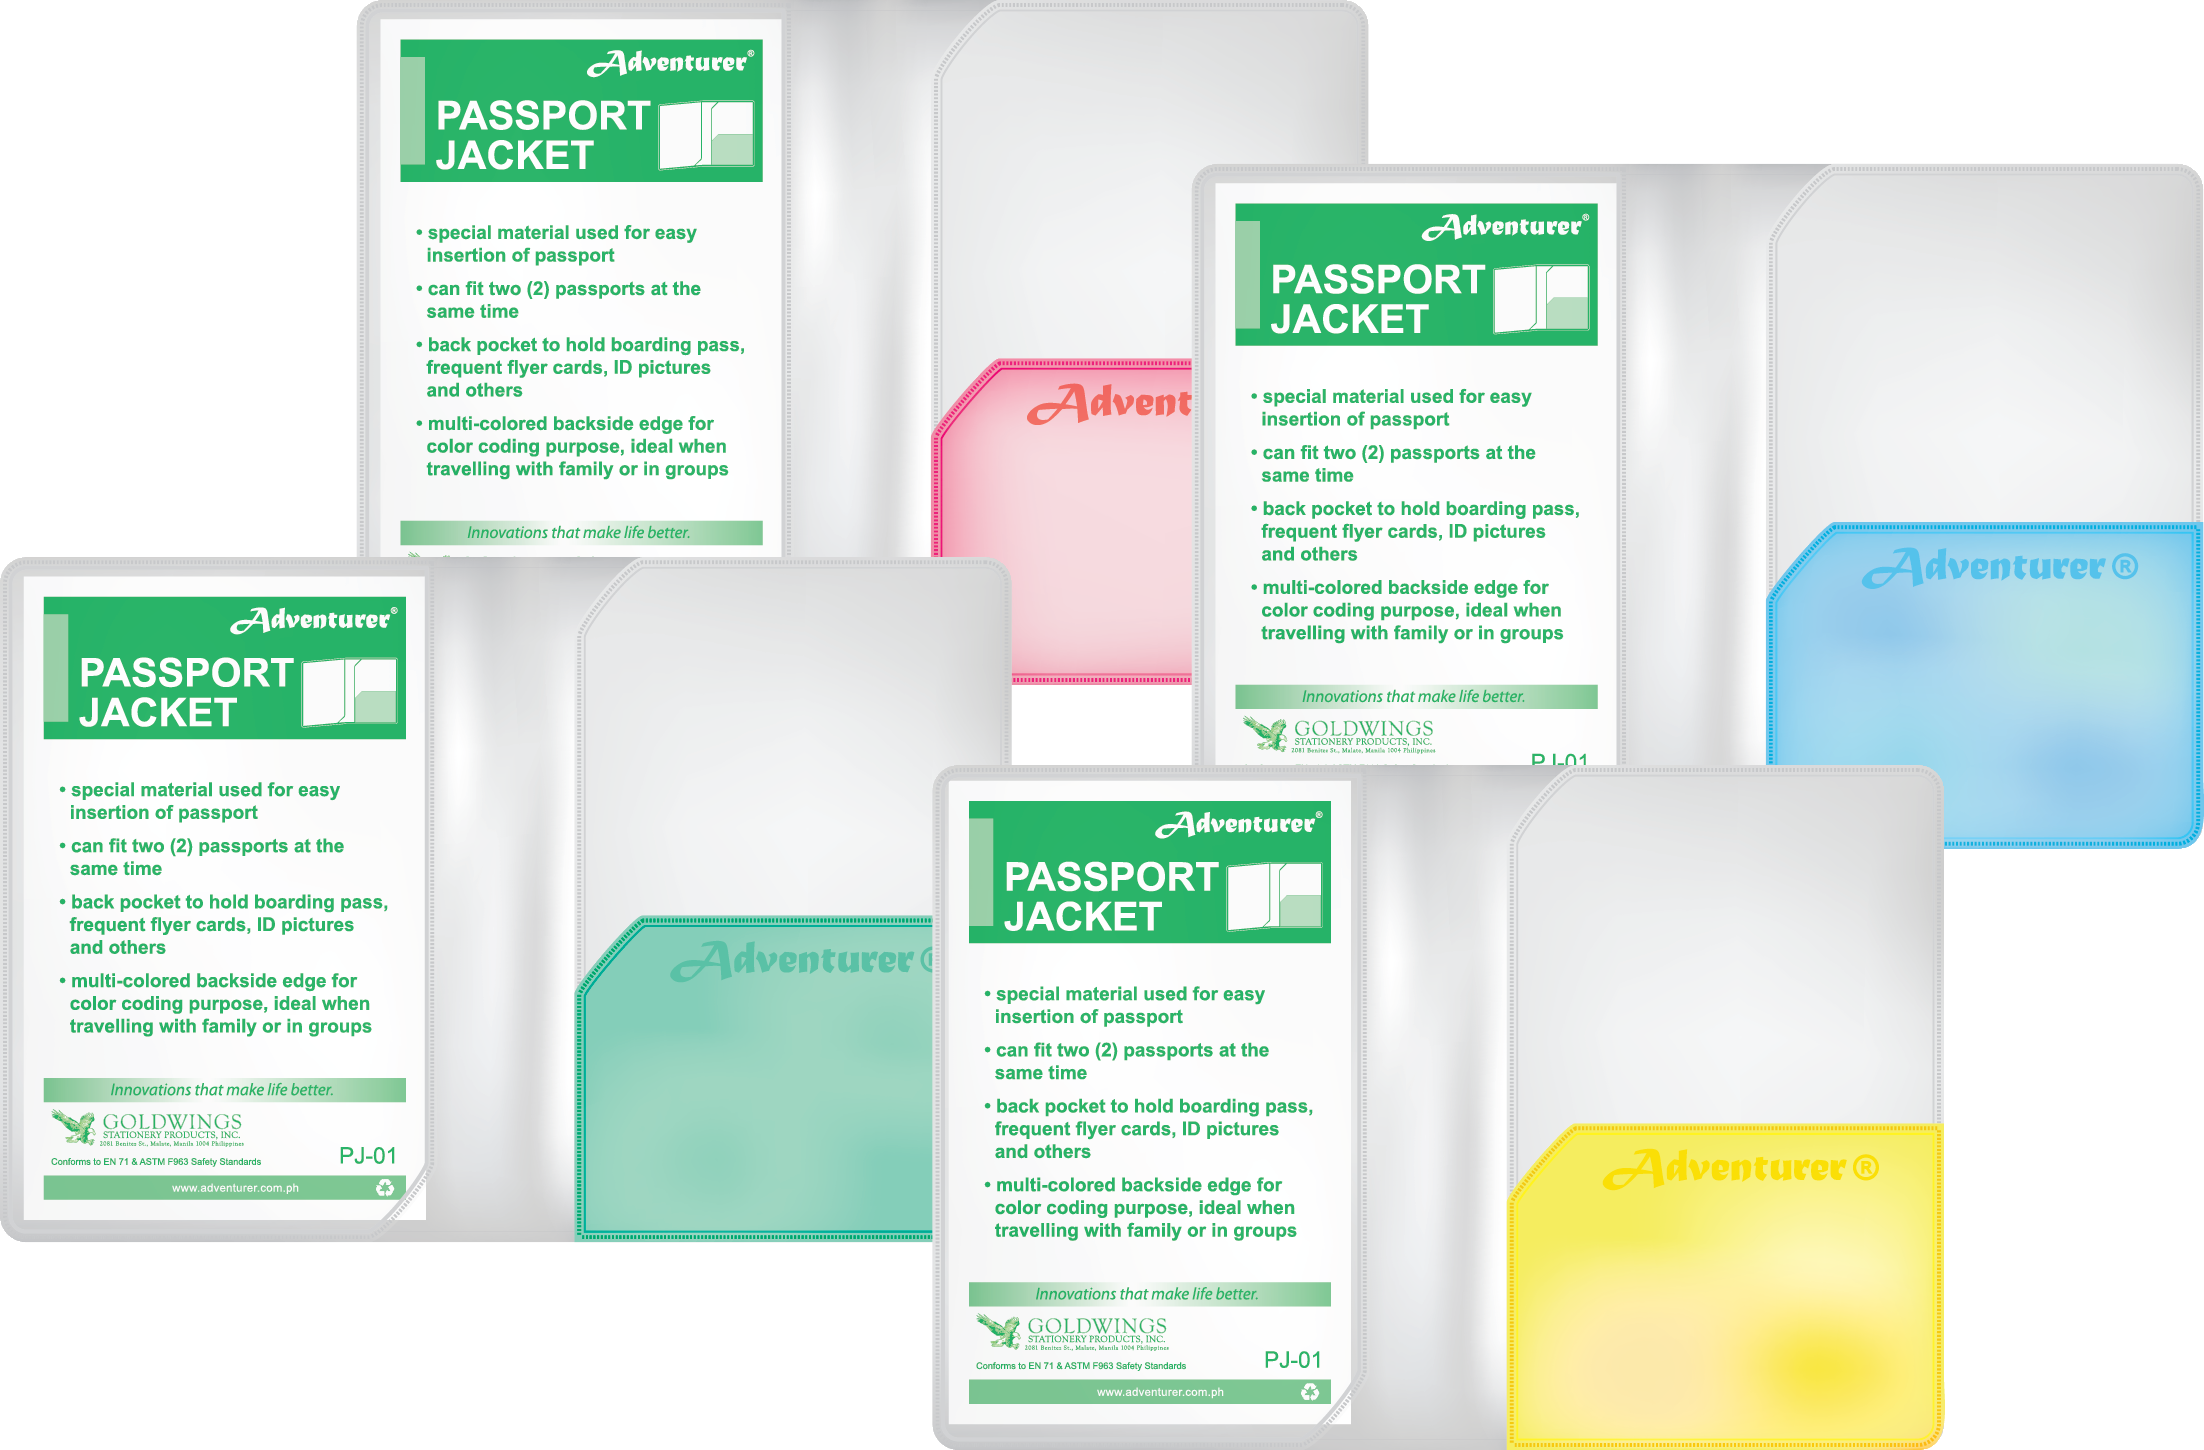 Adventurer®
PASSPORT
JACKET
• special material used for easy
insertion of passport
• can fit two (2) passports at the
same time
• back pocket to hold boarding pass,
frequent flyer cards, ID pictures
and others
• multi-colored backside edge for
color coding purpose, ideal when
travelling with family or in groups
Innovations that make life better.
Advent
Adventurer®
PASSPORT
JACKET
• special material used for easy
insertion of passport
• can fit two (2) passports at the
same time
• back pocket to hold boarding pass,
frequent flyer cards, ID pictures
and others
• multi-colored backside edge for
color coding purpose, ideal when
travelling with family or in groups
Innovations that make life better.
GOLDWINGS
STATIONERY PRODUCTS, INC.
2081 Benitez St., Malate, Manila 1004 Philippines
PJ-01
Adventurer®
Adventurer®
PASSPORT
JACKET
• special material used for easy
insertion of passport
• can fit two (2) passports at the
same time
• back pocket to hold boarding pass,
frequent flyer cards, ID pictures
and others
• multi-colored backside edge for
color coding purpose, ideal when
travelling with family or in groups
Innovations that make life better.
GOLDWINGS
STATIONERY PRODUCTS, INC.
2081 Benitez St., Malate, Manila 1004 Philippines
Conforms to EN 71 & ASTM F963 Safety Standards
PJ-01
www.adventurer.com.ph
Adventurer®
Adventurer®
PASSPORT
JACKET
• special material used for easy
insertion of passport
• can fit two (2) passports at the
same time
• back pocket to hold boarding pass,
frequent flyer cards, ID pictures
and others
• multi-colored backside edge for
color coding purpose, ideal when
travelling with family or in groups
Innovations that make life better.
GOLDWINGS
STATIONERY PRODUCTS, INC.
2081 Benitez St., Malate, Manila 1004 Philippines
Conforms to EN 71 & ASTM F963 Safety Standards
PJ-01
www.adventurer.com.ph
Adventurer®